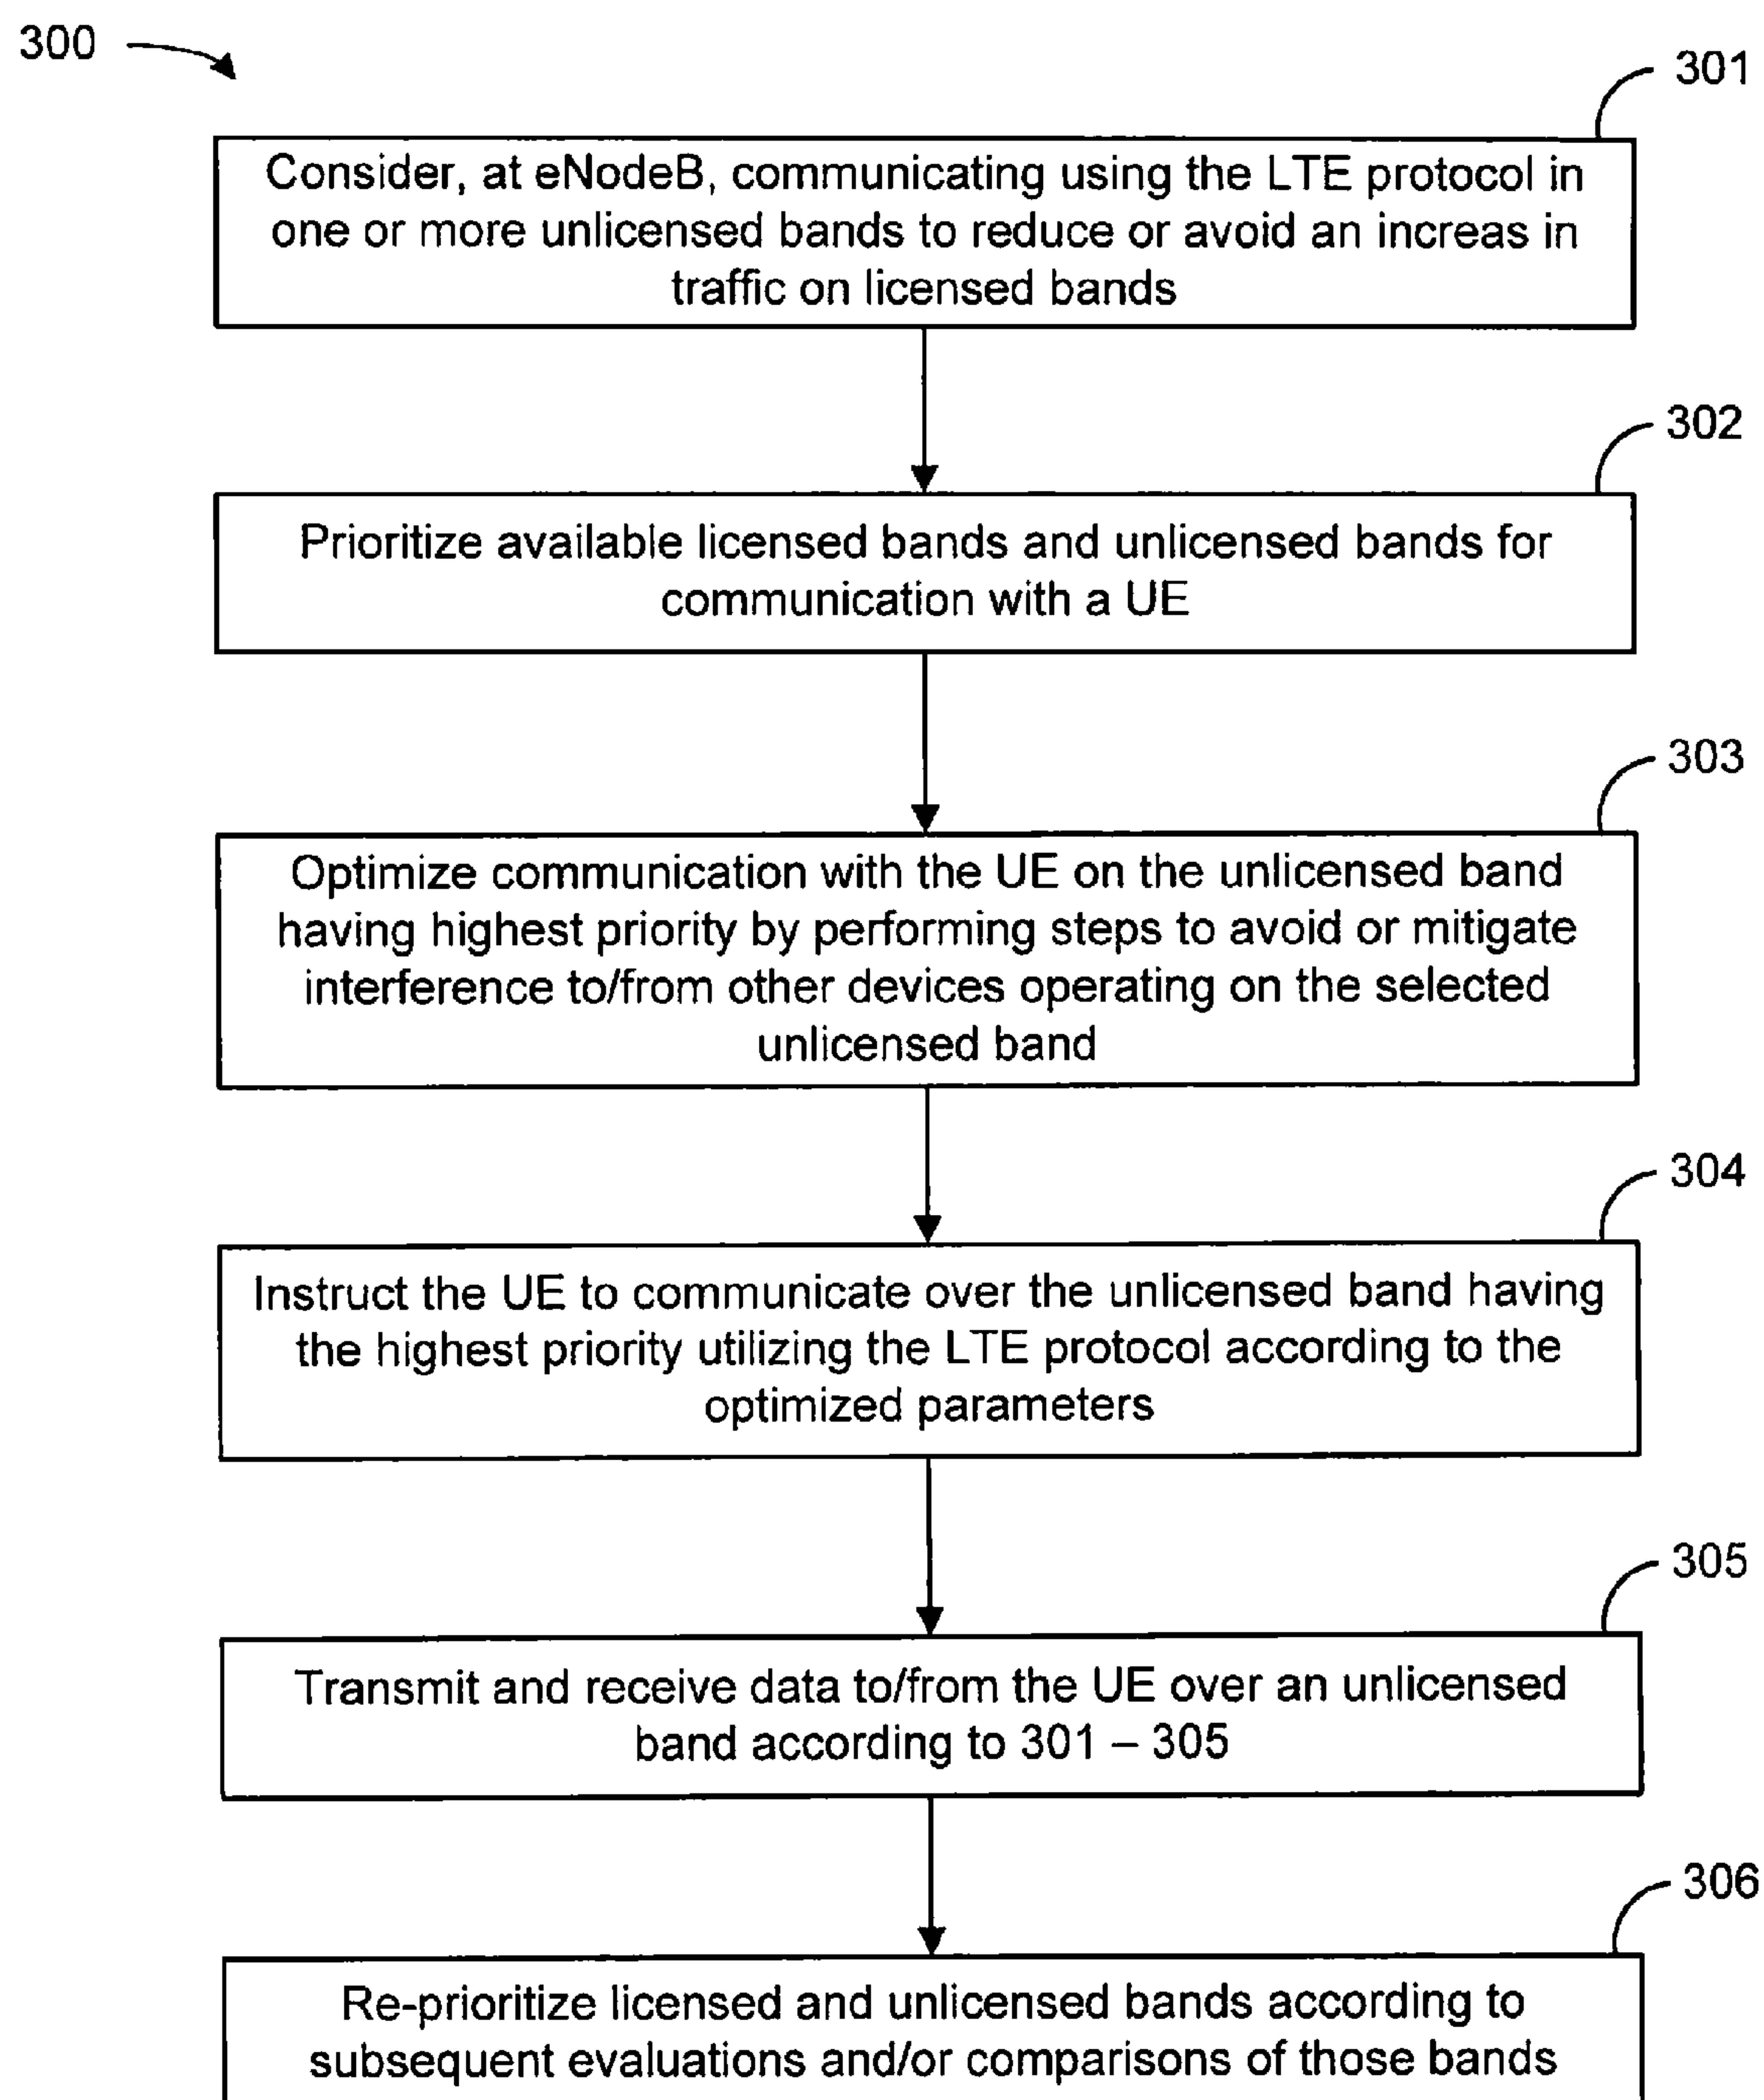 300
301
Consider, at eNodeB, communicating using the LTE protocol in
one or more unlicensed bands to reduce or avoid an increas in
traffic on licensed bands
302
Prioritize available licensed bands and unlicensed bands for
communication with a UE
303
Optimize communication with the UE on the unlicensed band
having highest priority by performing steps to avoid or mitigate
interference to/from other devices operating on the selected
unlicensed band
304
Instruct the UE to communicate over the unlicensed band having
the highest priority utilizing the LTE protocol according to the
optimized parameters
305
Transmit and receive data to/from the UE over an unlicensed
band according to 301 – 305
306
Re-prioritize licensed and unlicensed bands according to
subsequent evaluations and/or comparisons of those bands